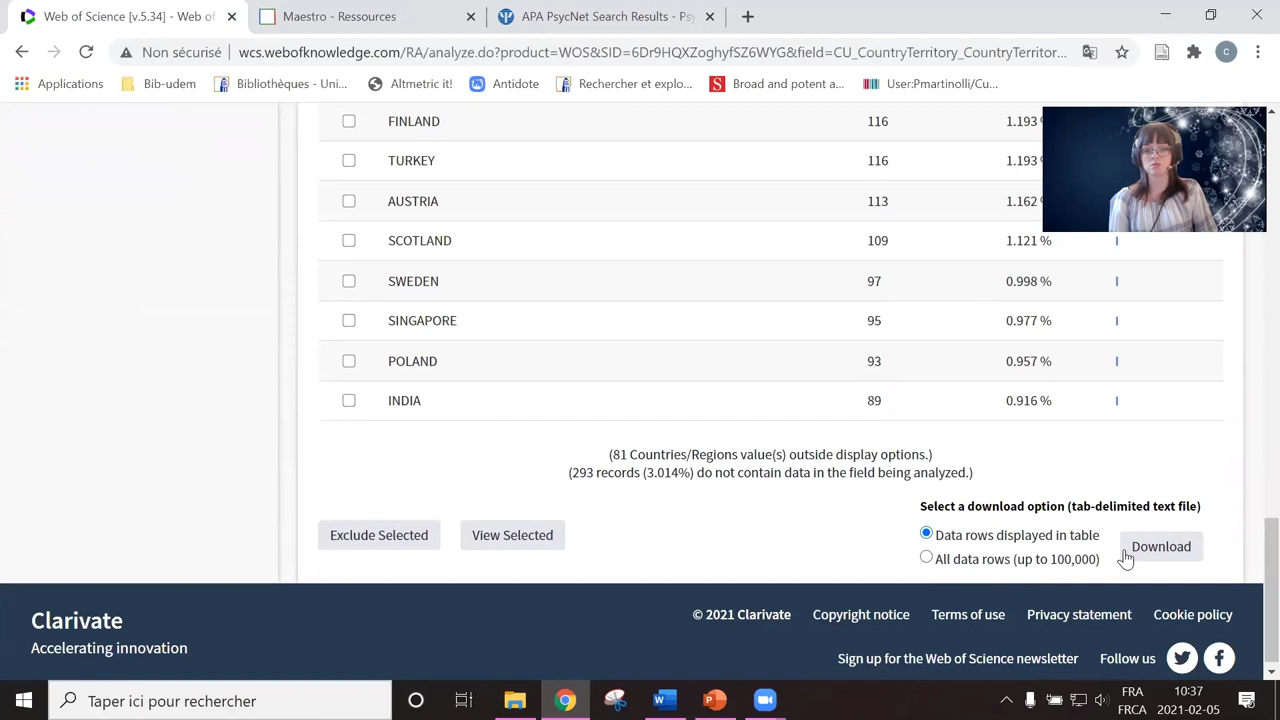 Web of Science [v.5.34] - Web of
Maestro - Ressources
APA PsycNet Search Results - Psy
Non sécurisé
wcs.webofknowledge.com/RA/analyze.do?product=WOS&SID=6Dr9HQXZoghyfSZ6WYG&field=CU_CountryTerritory_CountryTerritor...
C
Applications
Bib-udem
Bibliothèques - Uni...
Altmetric it!
Antidote
Rechercher et explo...
S
Broad and potent a...
User:Pmartinolli/Cu...
FINLAND 116 1.193
TURKEY 116 1.193
AUSTRIA 113 1.162
SCOTLAND 109 1.121 %
SWEDEN 97 0.998 %
SINGAPORE 95 0.977 %
POLAND 93 0.957 %
INDIA 89 0.916 %
(81 Countries/Regions value(s) outside display options.)
(293 records (3.014%) do not contain data in the field being analyzed.)
Select a download option (tab-delimited text file)
Exclude Selected
View Selected
Data rows displayed in table
All data rows (up to 100,000)
Download
Clarivate
Accelerating innovation
© 2021 Clarivate
Copyright notice
Terms of use
Privacy statement
Cookie policy
Sign up for the Web of Science newsletter
Follow us
Taper ici pour rechercher
FRA
FRCA
10:37
2021-02-05